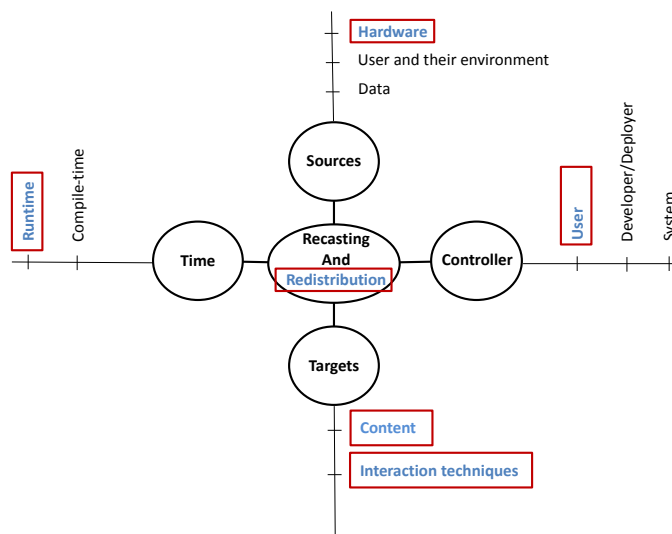 Hardware
User and their environment
Data
Sources
Runtime
Compile-time
Time
Recasting
And
Redistribution
Controller
User
Developer/Deployer
System
Targets
Content
Interaction techniques